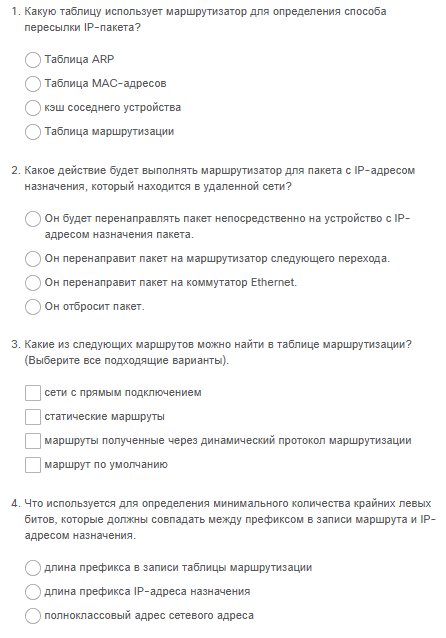 1. Какую таблицу использует маршрутизатор для определения способа
пересылки IP-пакета?
Таблица ARP
Таблица MAC-адресов
кэш соседнего устройства
Таблица маршрутизации
2. Какое действие будет выполнять маршрутизатор для пакета с IP-адресом
назначения, который находится в удаленной сети?
Он будет перенаправлять пакет непосредственно на устройство с IP-
адресом назначения пакета.
Он перенаправит пакет на маршрутизатор следующего перехода.
Он перенаправит пакет на коммутатор Ethernet.
Он отбросит пакет.
3. Какие из следующих маршрутов можно найти в таблице маршрутизации?
(Выберите все подходящие варианты).
сети с прямым подключением
статические маршруты
маршруты полученные через динамический протокол маршрутизации
маршрут по умолчанию
4. Что используется для определения минимального количества крайних левых
битов, которые должны совпадать между префиксом в записи маршрута и IP-
адресом назначения.
длина префикса в записи таблицы маршрутизации
длина префикса IP-адреса назначения
полноклассовый адрес сетевого адреса